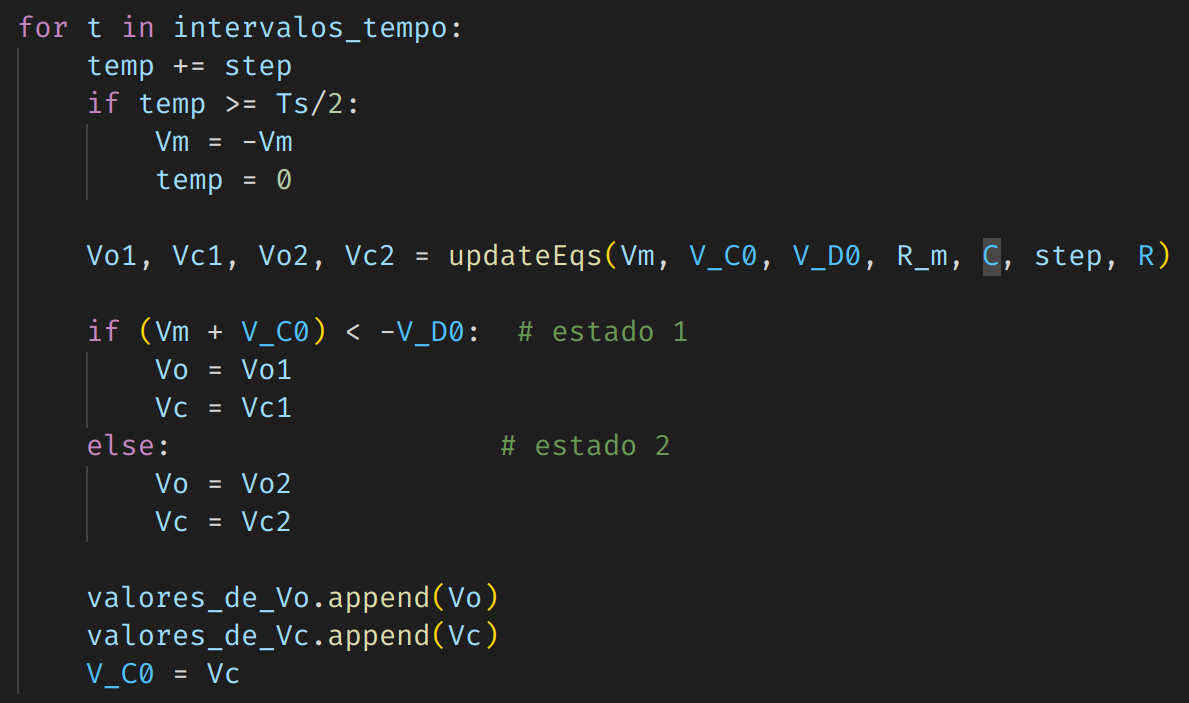 for t in intervalos_tempo:
    temp += step
    if temp >= Ts/2:
        Vm = -Vm
        temp = 0

    Vo1, Vc1, Vo2, Vc2 = updateEqs(Vm, V_C0, V_D0, R_m, C, step, R)

    if (Vm + V_C0) < -V_D0:  # estado 1
        Vo = Vo1
        Vc = Vc1
    else:                   # estado 2
        Vo = Vo2
        Vc = Vc2

    valores_de_Vo.append(Vo)
    valores_de_Vc.append(Vc)
    V_C0 = Vc